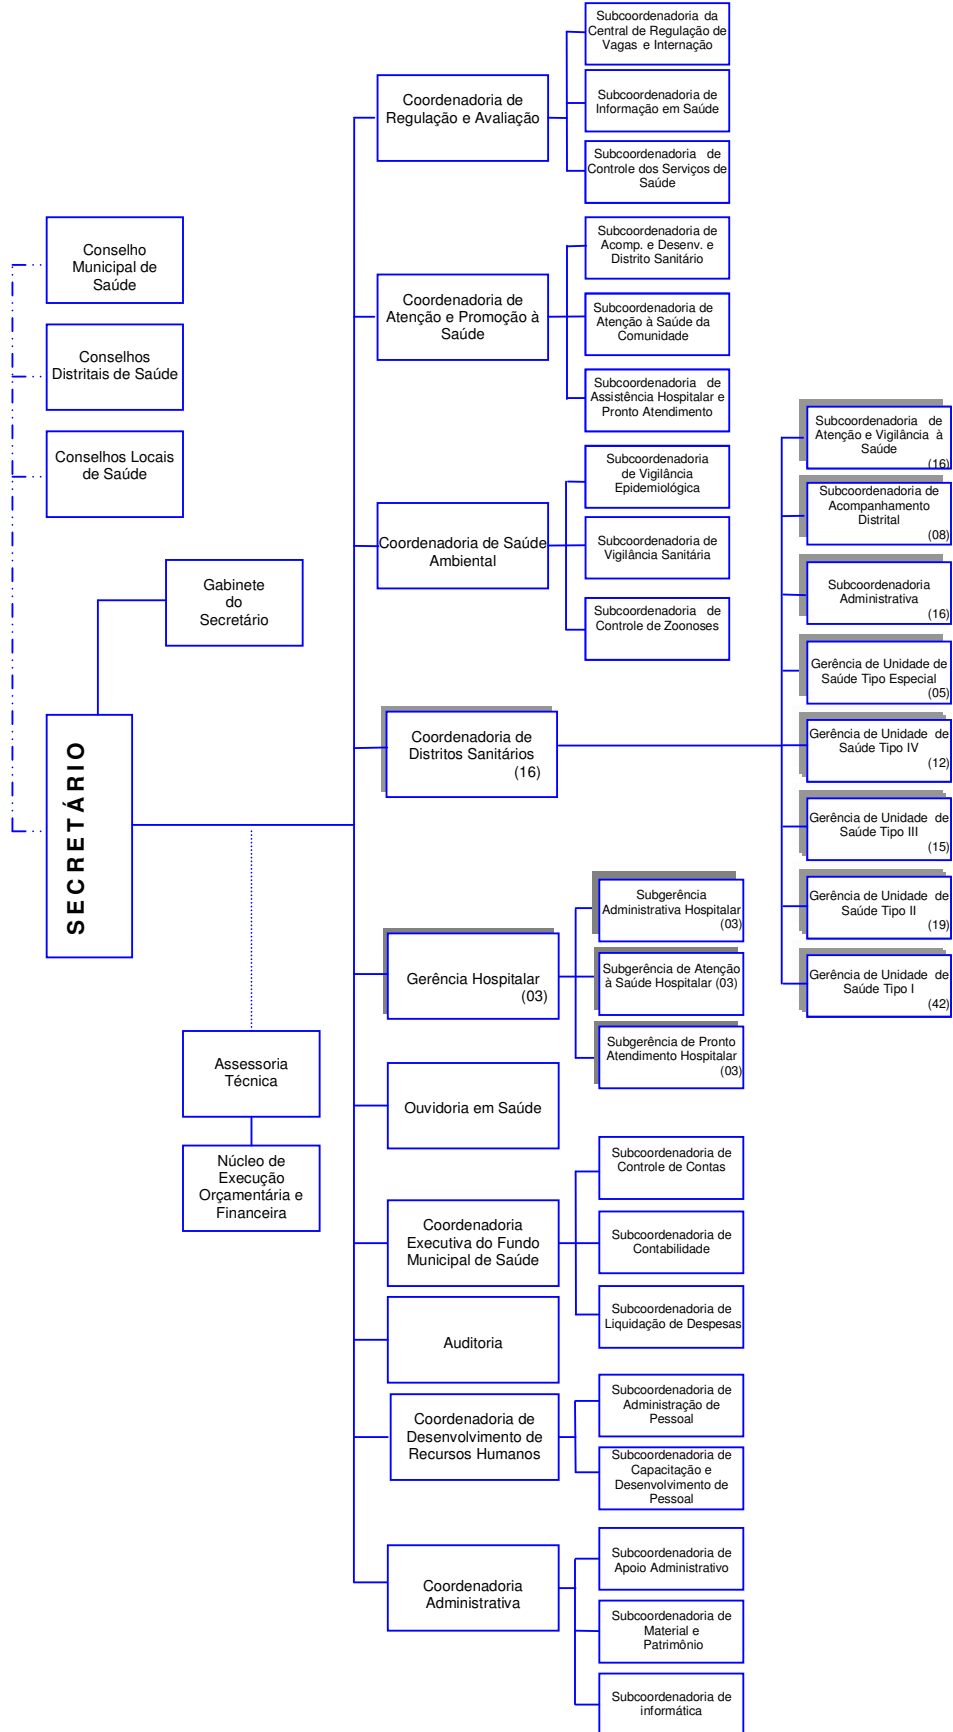 Conselho
Municipal de
Saúde
Conselhos
Distritais de Saúde
Conselhos Locais
de Saúde
Gabinete
do
Secretário
SECRETÁRIO
Assessoria
Técnica
Núcleo de
Execução
Orçamentária e
Financeira
Coordenadoria de
Regulação e Avaliação
Subcoordenadoria da
Central de Regulação de
Vagas e Internação
Subcoordenadoria de
Informação em Saúde
Subcoordenadoria de
Controle dos Serviços de
Saúde
Coordenadoria de
Atenção e Promoção à
Saúde
Subcoordenadoria de
Acomp. e Desenv. e
Distrito Sanitário
Subcoordenadoria de
Atenção à Saúde da
Comunidade
Subcoordenadoria de
Assistência Hospitalar e
Pronto Atendimento
Coordenadoria de Saúde
Ambiental
Subcoordenadoria
de Vigilância
Epidemiológica
Subcoordenadoria de
Vigilância Sanitária
Subcoordenadoria de
Controle de Zoonoses
Coordenadoria de
Distritos Sanitários
(16)
Subcoordenadoria de
Atenção e Vigilância à
Saúde
(16)
Subcoordenadoria de
Acompanhamento
Distrital
(08)
Subcoordenadoria
Administrativa
(16)
Gerência de Unidade de
Saúde Tipo Especial
(05)
Gerência de Unidade de
Saúde Tipo IV
(12)
Gerência de Unidade de
Saúde Tipo III
(15)
Gerência de Unidade de
Saúde Tipo II
(19)
Gerência de Unidade de
Saúde Tipo I
(42)
Gerência Hospitalar
(03)
Subgerência
Administrativa Hospitalar
(03)
Subgerência de Atenção
à Saúde Hospitalar (03)
Subgerência de Pronto
Atendimento Hospitalar
(03)
Ouvidoria em Saúde
Coordenadoria
Executiva do Fundo
Municipal de Saúde
Subcoordenadoria de
Controle de Contas
Subcoordenadoria de
Contabilidade
Subcoordenadoria de
Liquidação de Despesas
Auditoria
Coordenadoria de
Desenvolvimento de
Recursos Humanos
Subcoordenadoria de
Administração de
Pessoal
Subcoordenadoria de
Capacitação e
Desenvolvimento de
Pessoal
Coordenadoria
Administrativa
Subcoordenadoria de
Apoio Administrativo
Subcoordenadoria de
Material e
Patrimônio
Subcoordenadoria de
informática